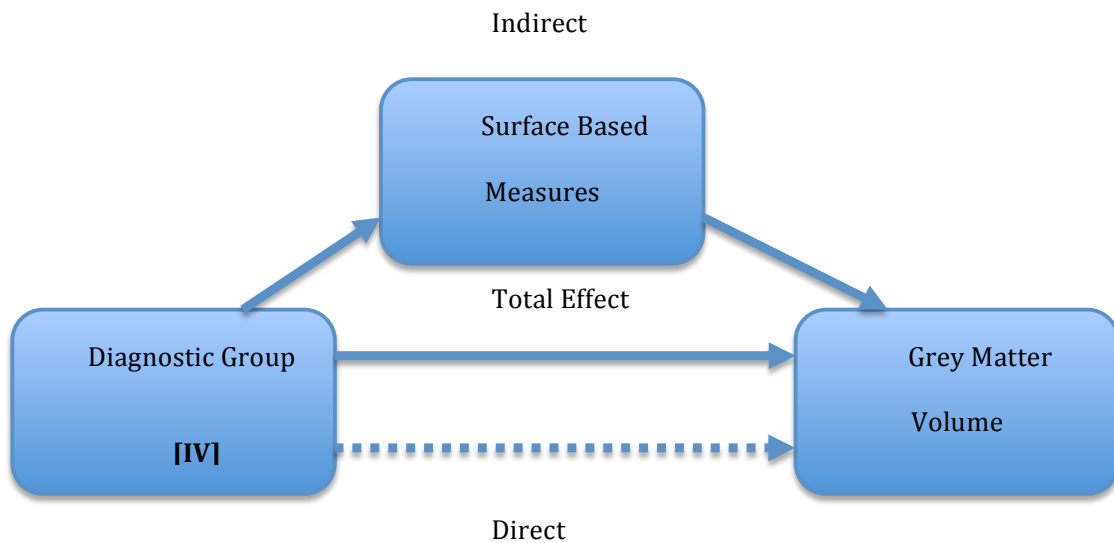 Indirect
Surface Based
Measures
Total Effect
Diagnostic Group
[IV]
Grey Matter
Volume
Direct